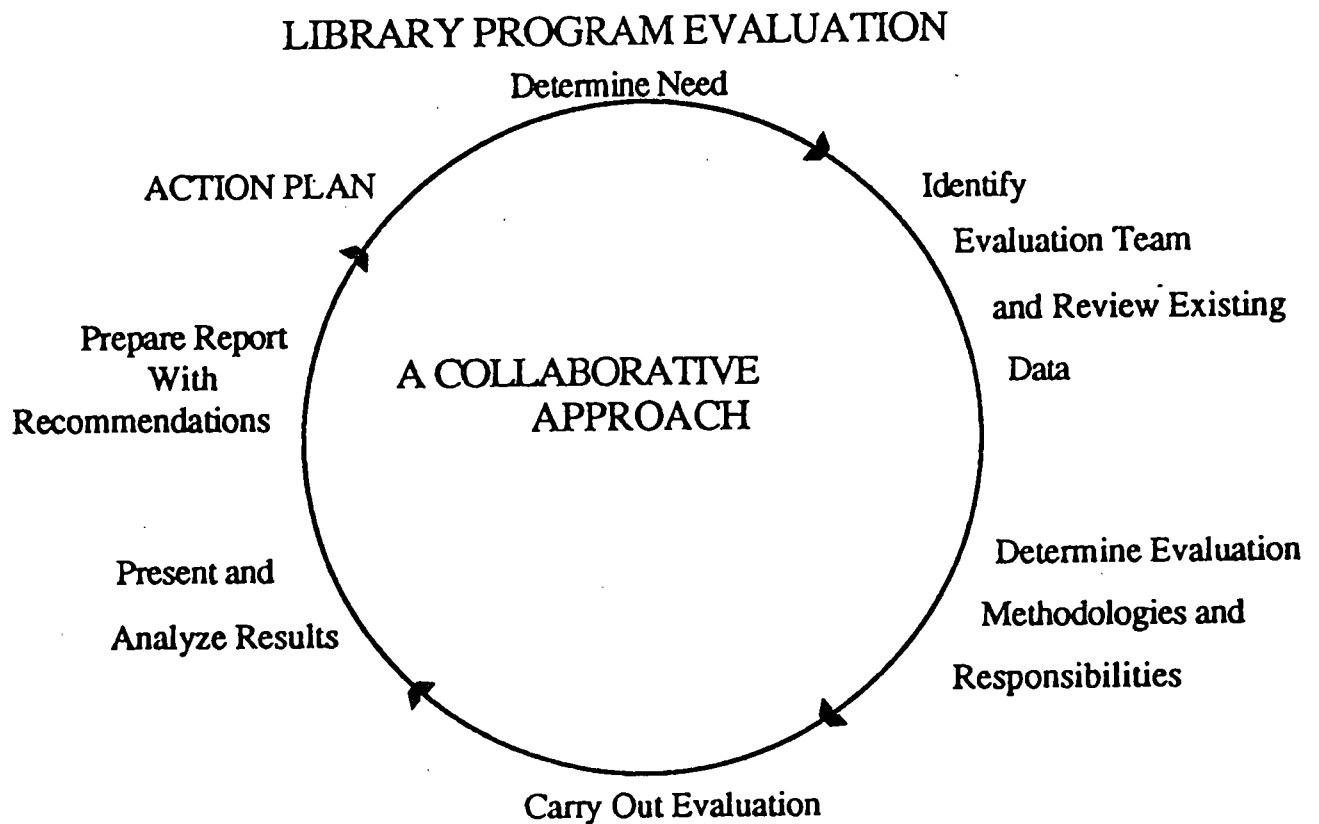 LIBRARY PROGRAM EVALUATION
Determine Need
Identify
Evaluation Team
and Review Existing
Data
Determine Evaluation
Methodologies and
Responsibilities
Carry Out Evaluation
Present and
Analyze Results
Prepare Report
With
Recommendations
ACTION PLAN
A COLLABORATIVE
APPROACH